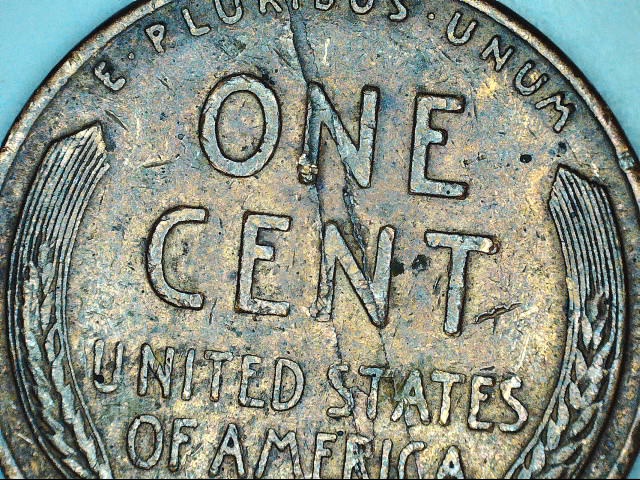 E·PLURIBUS·UNUM
ONE
CENT
UNITED STATES
OF AMERICA